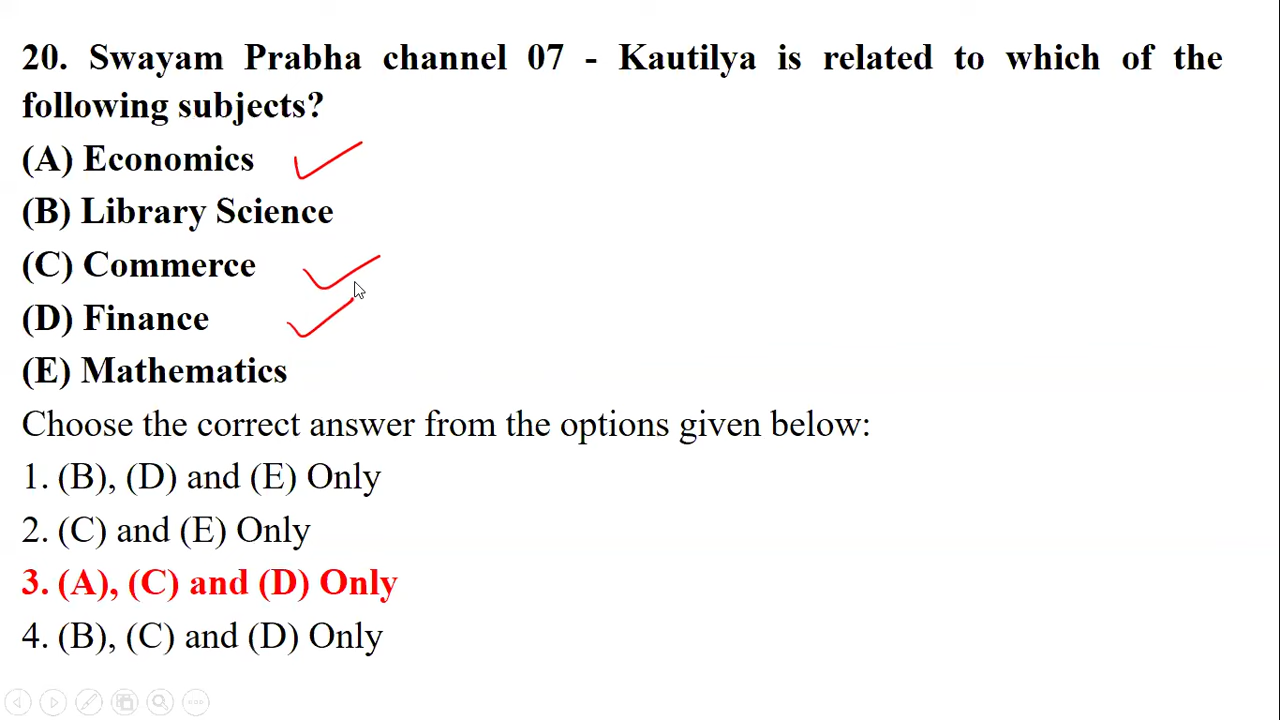 20. Swayam Prabha channel 07 - Kautilya is related to which of the
following subjects?
(A) Economics
(B) Library Science
(C) Commerce
(D) Finance
(E) Mathematics
Choose the correct answer from the options given below:
1. (B), (D) and (E) Only
2. (C) and (E) Only
3. (A), (C) and (D) Only
4. (B), (C) and (D) Only